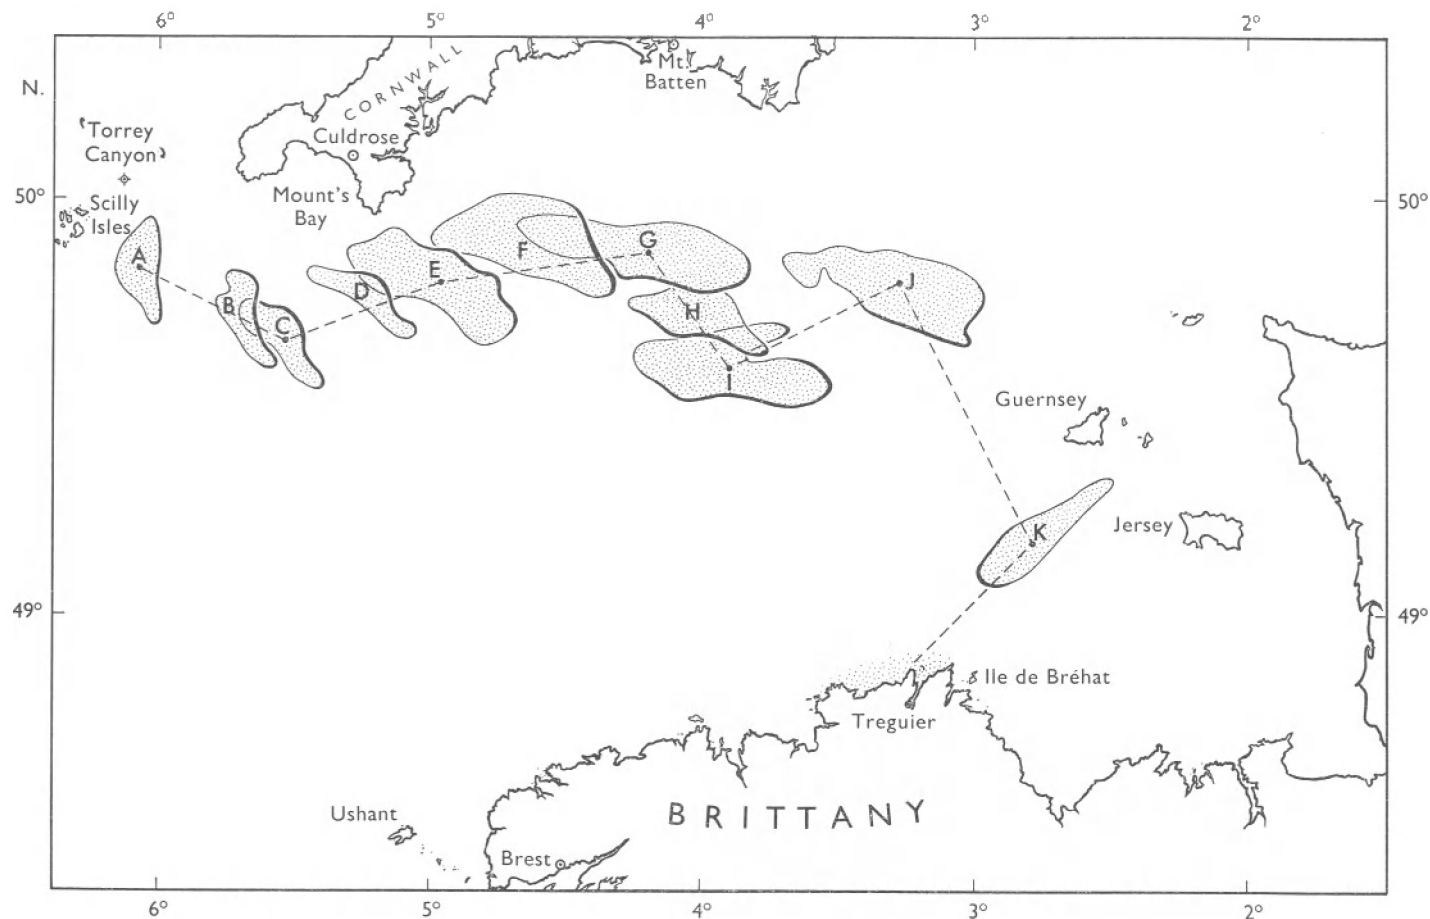 6° 5° 4° 3° 2°
N.
CORNWALL
Mt.
Batten
Culdrose
Torrey
Canyon
Mount's
Bay
50°
50°
Scilly
Isles
A
B
C
D
E
F
G
H
I
J
K
Guernsey
Jersey
49°
49°
Ile de Bréhat
Treguier
Ushant
BRITTANY
Brest
6° 5° 4° 3° 2°